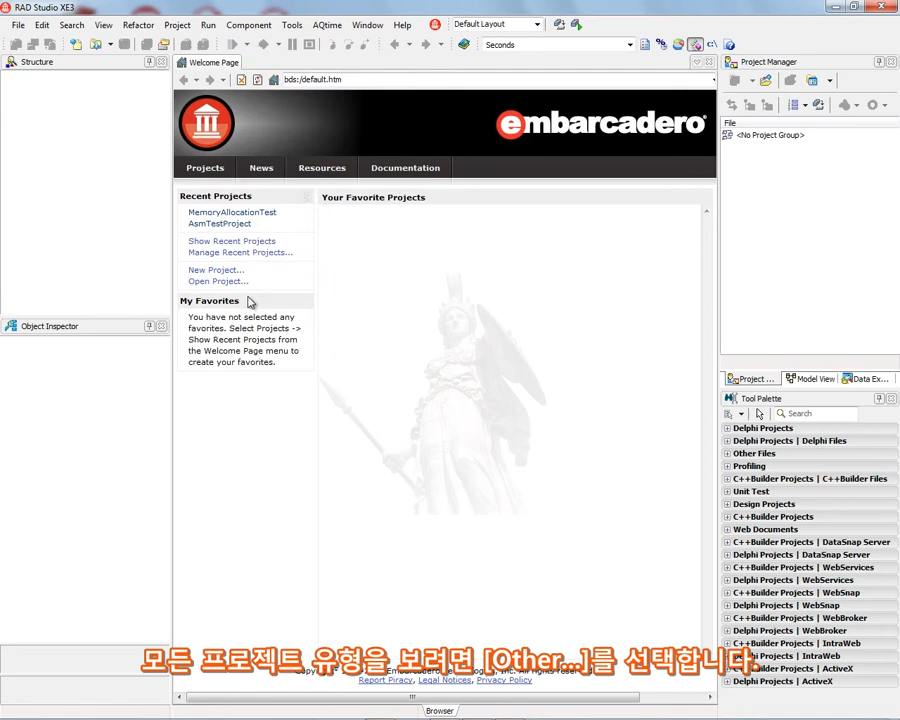 RAD Studio XE3
File Edit Search View Refactor Project Run Component Tools AQtime Window Help
Default Layout
Seconds
Structure
Welcome Page
bds:/default.htm
embarcadero
Projects News Resources Documentation
Recent Projects
MemoryAllocationTest
AsmTestProject
Show Recent Projects
Manage Recent Projects...
New Project...
Open Project...
My Favorites
You have not selected any
favorites. Select Projects ->
Show Recent Projects from
the Welcome Page menu to
create your favorites.
Your Favorite Projects
Object Inspector
Project Manager
File
<No Project Group>
Project ... Model View Data Ex...
Tool Palette
Search
Delphi Projects
Delphi Projects | Delphi Files
Other Files
Profiling
C++Builder Projects | C++Builder Files
Unit Test
Design Projects
C++Builder Projects
Web Documents
C++Builder Projects | DataSnap Server
Delphi Projects | DataSnap Server
C++Builder Projects | WebServices
Delphi Projects | WebServices
C++Builder Projects | WebSnap
Delphi Projects | WebSnap
C++Builder Projects | WebBroker
Delphi Projects | WebBroker
C++Builder Projects | IntraWeb
Delphi Projects | IntraWeb
C++Builder Projects | ActiveX
Delphi Projects | ActiveX
모든 프로젝트 유형을 보려면 [Other...]를 선택합니다.
Report Piracy, Legal Notices, Privacy Policy
Browser